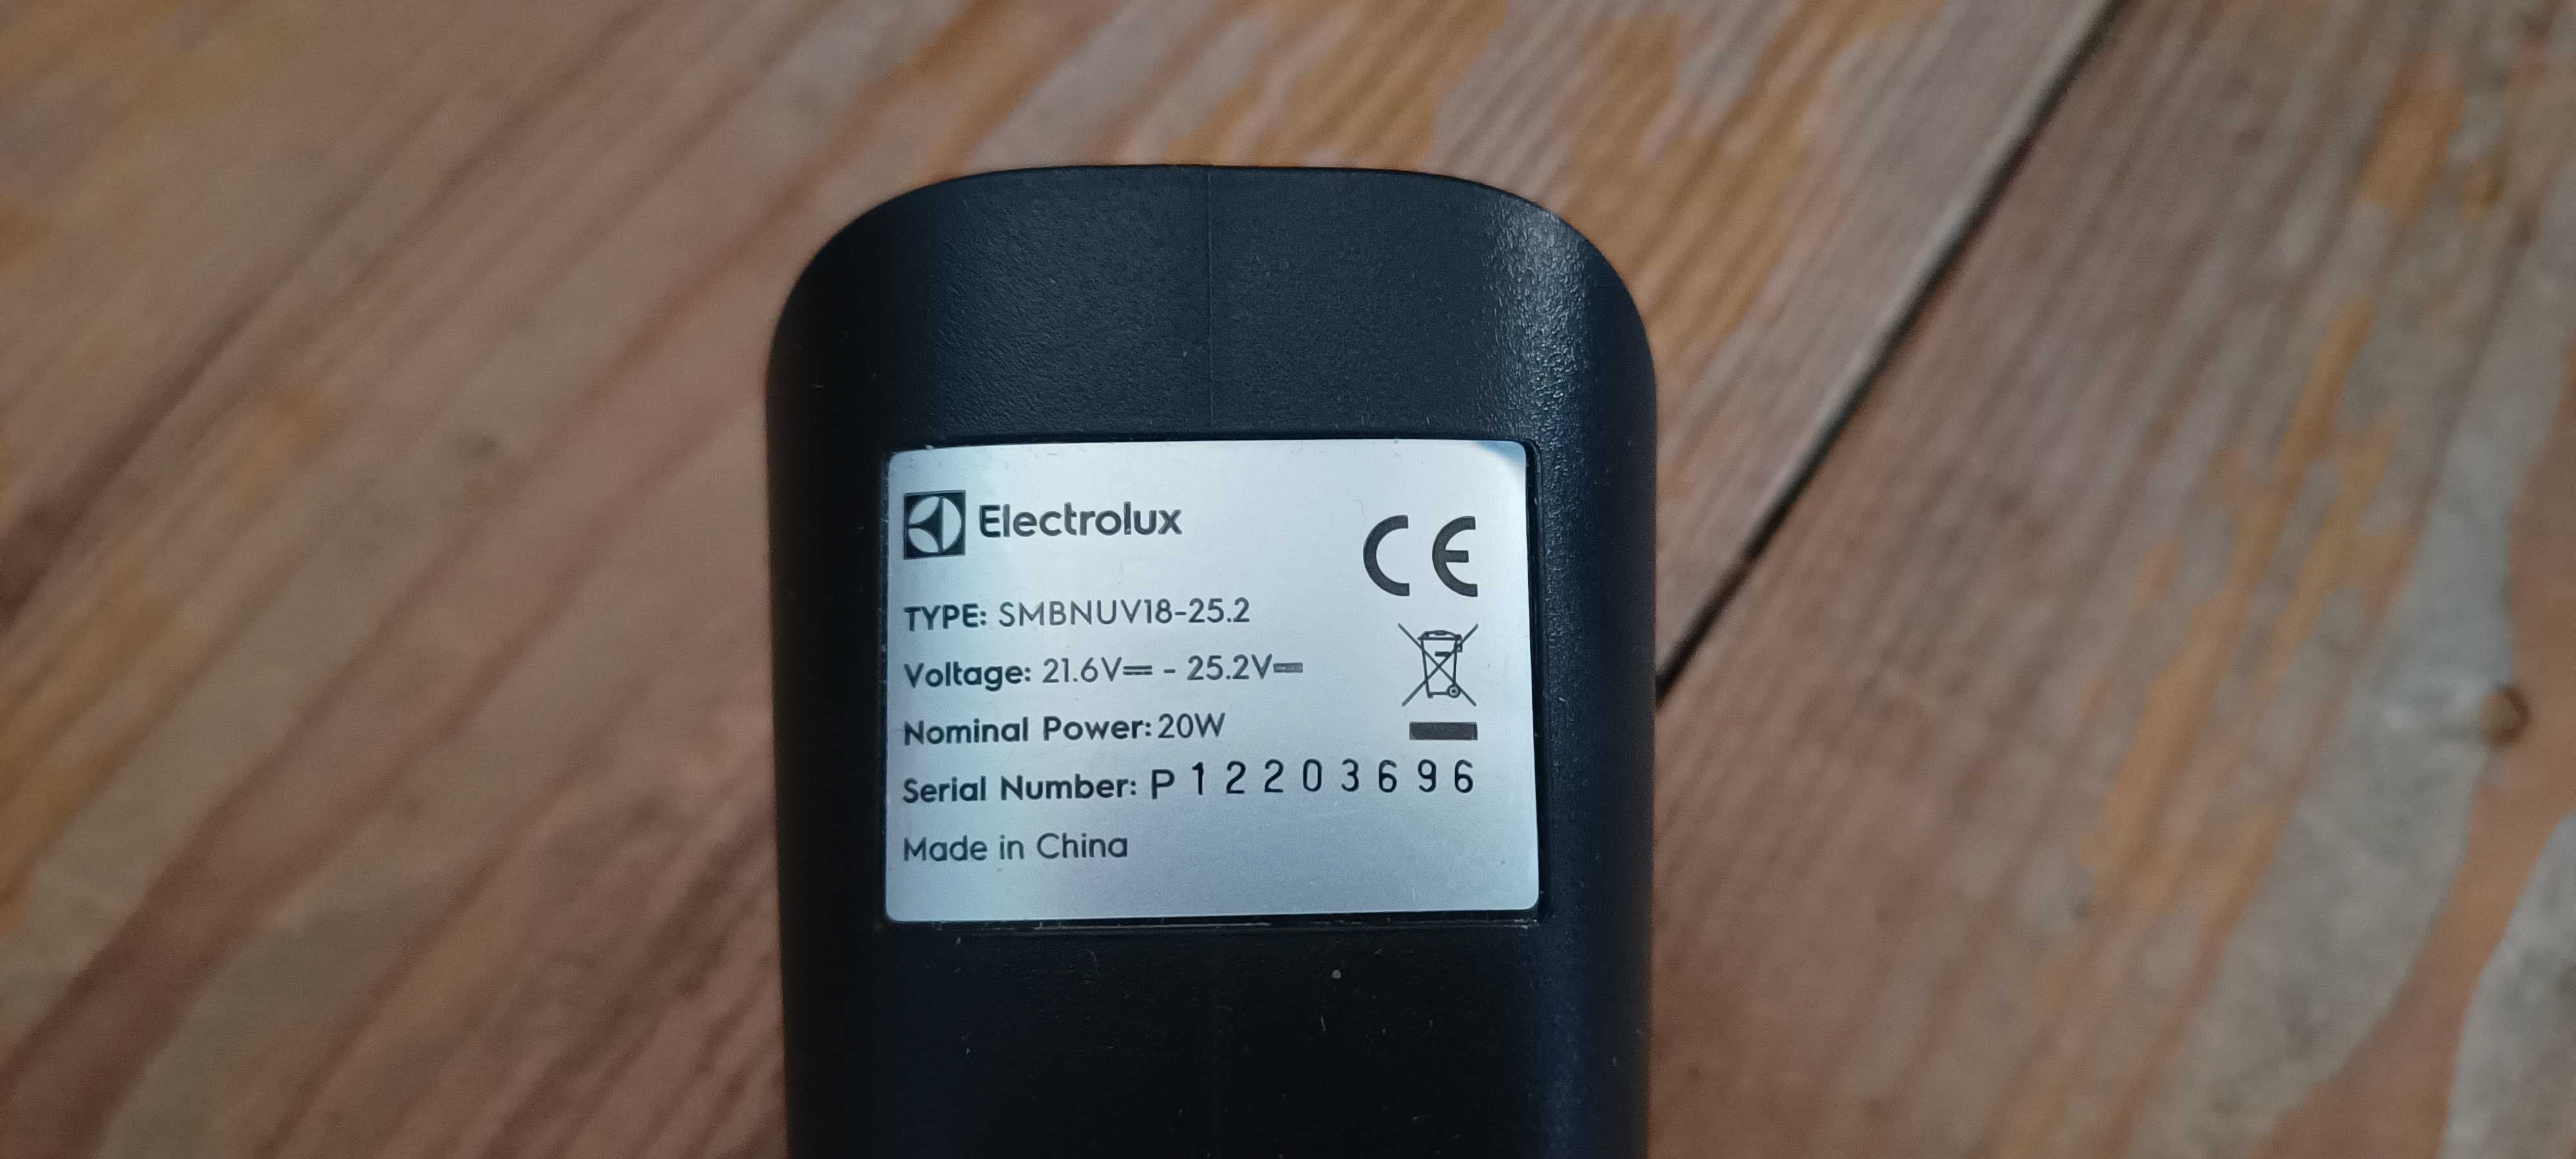 Electrolux
CE
TYPE: SMBNUV18-25.2
Voltage: 21.6V⎓ - 25.2V⎓
Nominal Power: 20W
Serial Number: P 1 2 2 0 3 6 9 6
Made in China